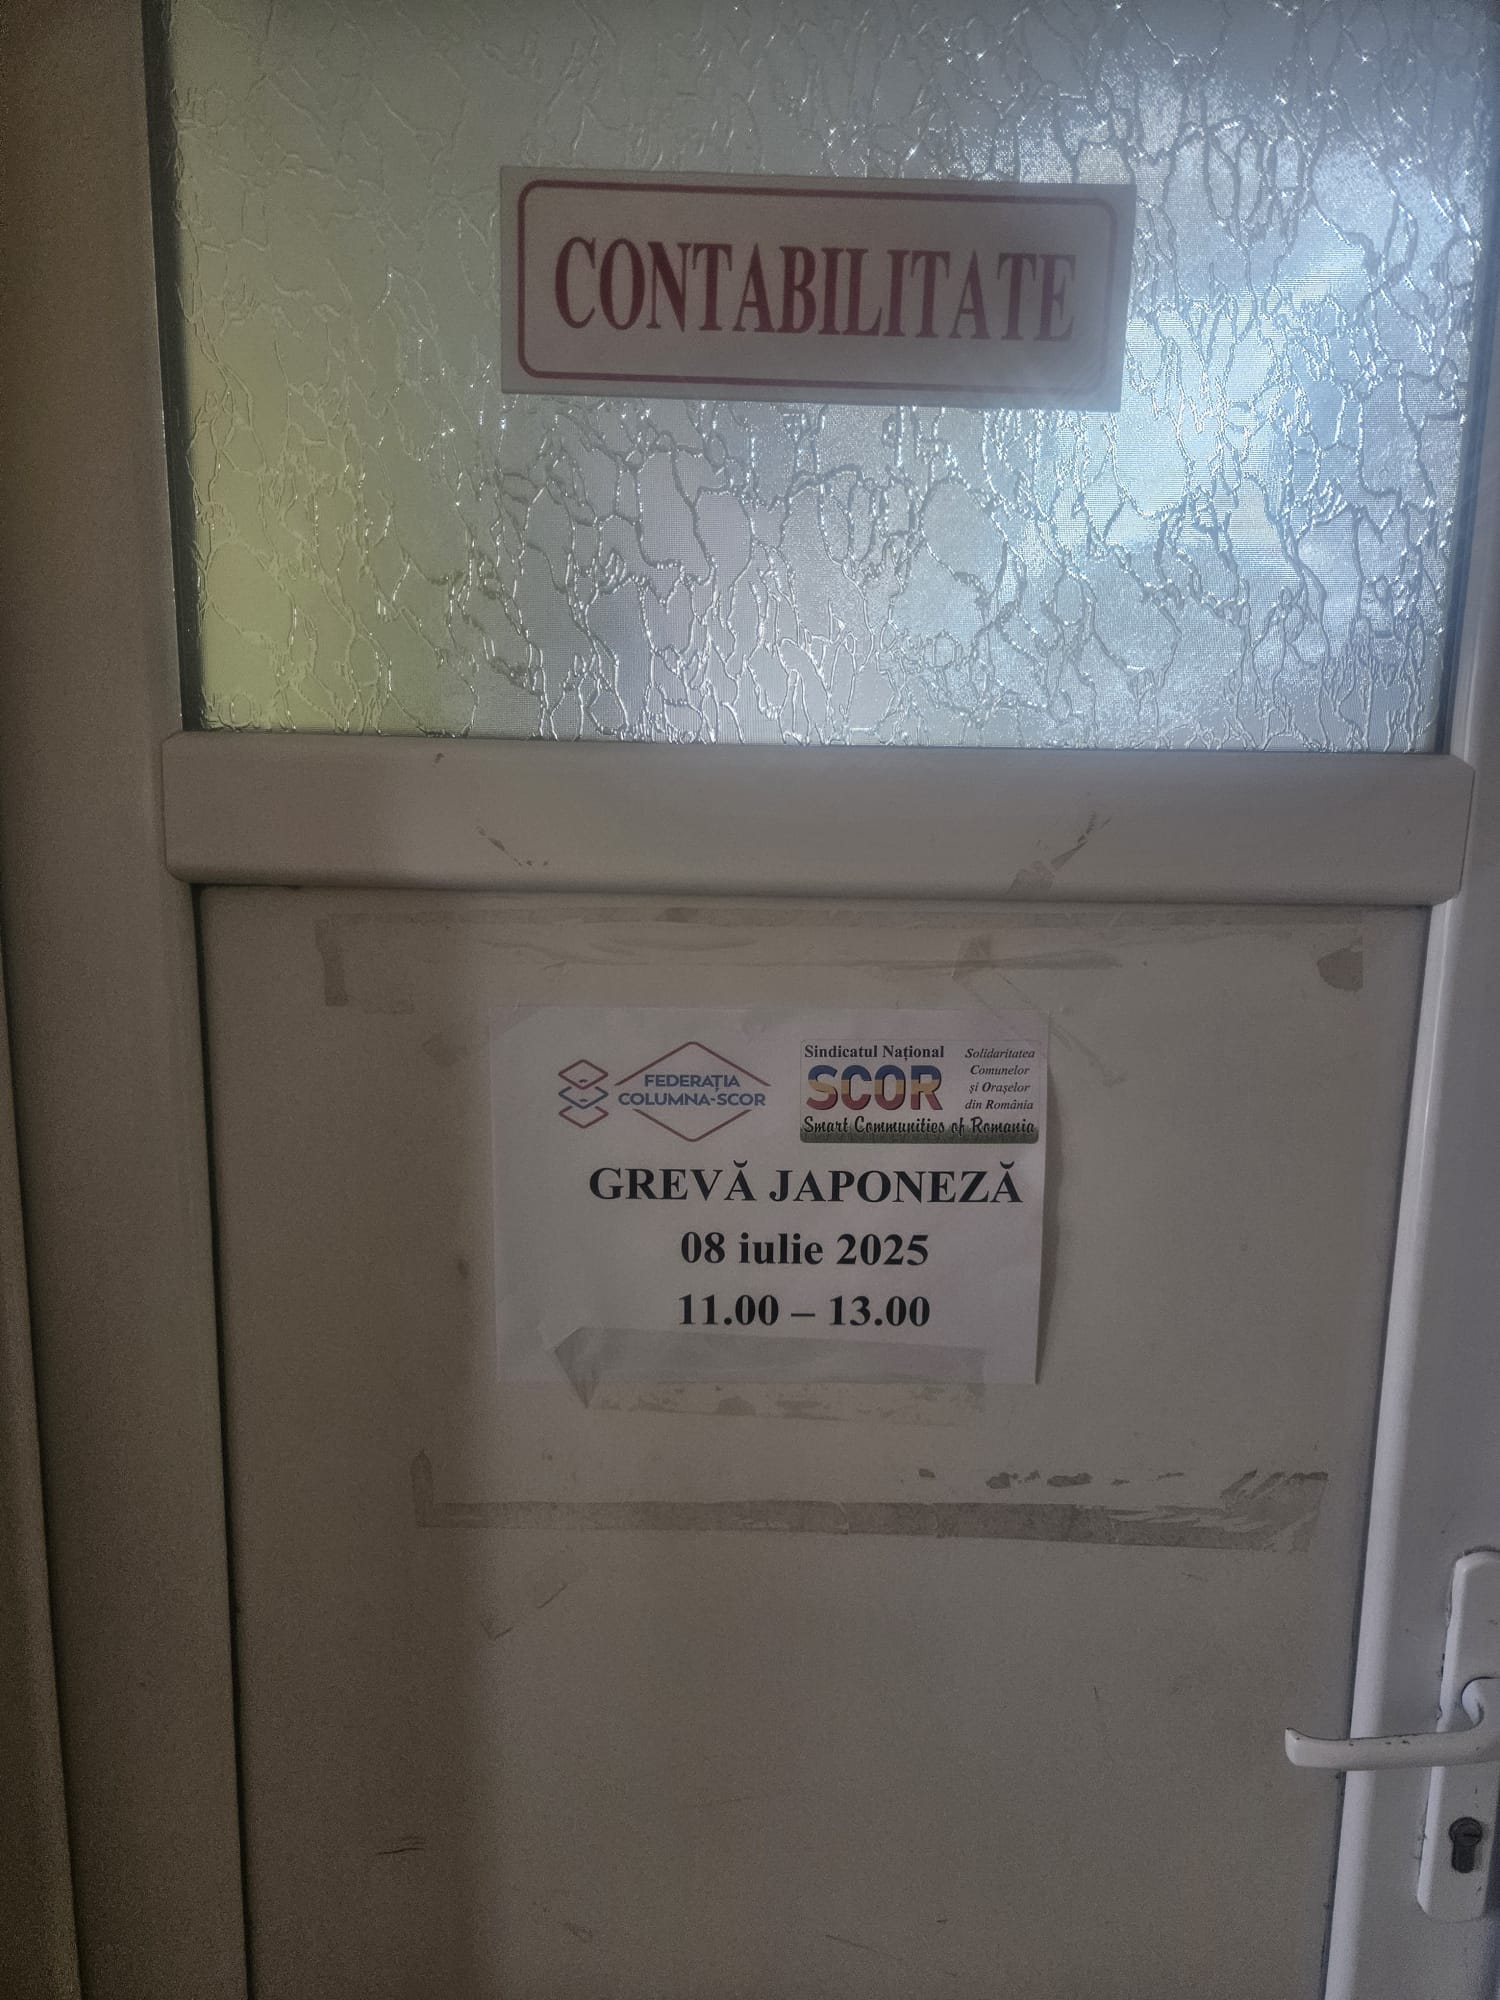 CONTABILITATE
FEDERAȚIA
COLUMNA-SCOR
Sindicatul Național
SCOR
Solidaritatea
Comunelor
și Orașelor
din România
Smart Communities of Romania
GREVĂ JAPONEZĂ
08 iulie 2025
11.00 – 13.00